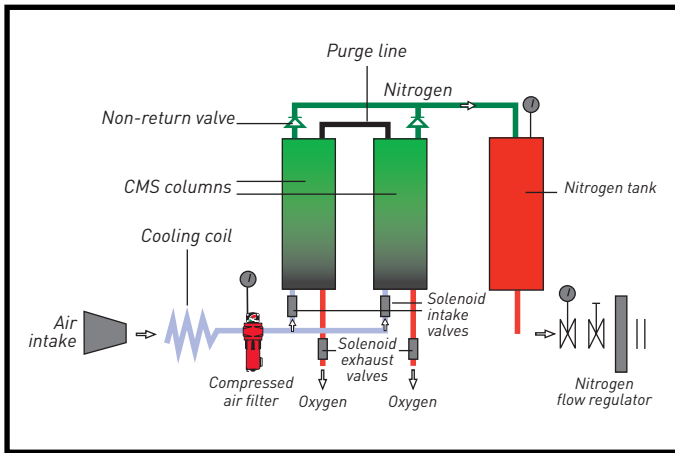 Purge line
Nitrogen
Non-return valve
CMS columns
Nitrogen tank
Cooling coil
Air
intake
Solenoid
intake
valves
Solenoid
exhaust
valves
Compressed
air filter
Oxygen
Oxygen
Nitrogen
flow regulator